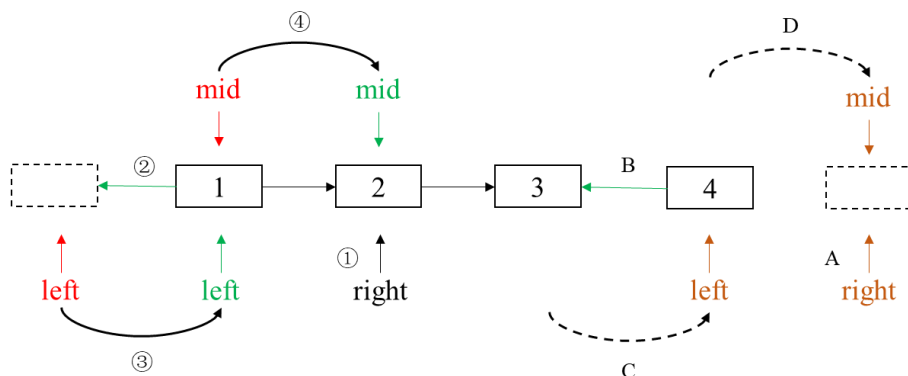 ④ D
mid mid mid
② 1 2 3 B 4
① A
left left right left right
③ C